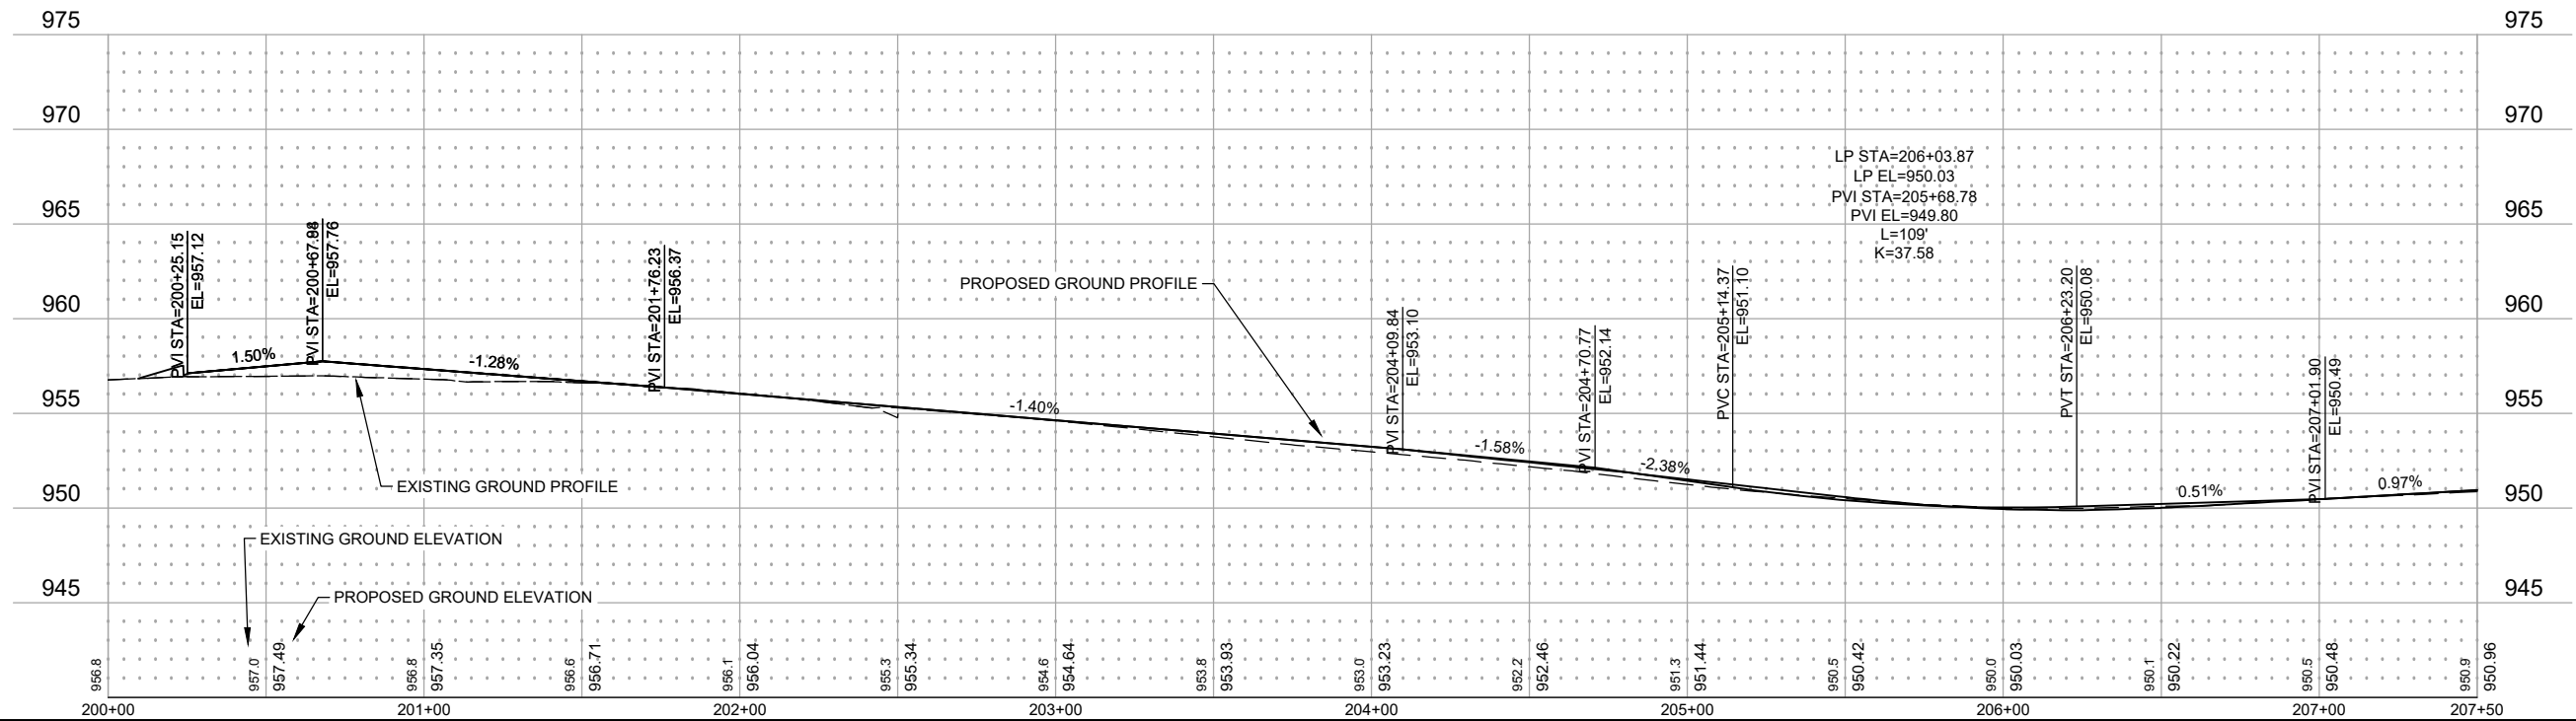 975
975
970
970
LP STA=206+03.87
LP EL=950.03
PVI STA=205+68.78
PVI EL=949.80
L=109'
K=37.58
965
965
PVI STA=200+25.15
EL=957.12
PVI STA=200+67.98
EL=957.76
PVI STA=201+76.23
EL=956.37
PROPOSED GROUND PROFILE
PVI STA=204+09.84
EL=953.10
PVI STA=204+70.77
EL=952.14
PVC STA=205+14.37
EL=951.10
PVT STA=206+23.20
EL=950.08
PVI STA=207+01.90
EL=950.49
960
960
1.50%
-1.28%
-1.40%
-1.58%
-2.38%
0.51%
0.97%
955
955
EXISTING GROUND PROFILE
950
950
EXISTING GROUND ELEVATION
PROPOSED GROUND ELEVATION
945
945
956.8
957.0
957.49
956.8
957.35
956.6
956.71
956.1
956.04
955.3
955.34
954.6
954.64
953.8
953.93
953.0
953.23
952.2
952.46
951.3
951.44
950.5
950.42
950.0
950.03
950.1
950.22
950.5
950.48
950.9
950.96
200+00
201+00
202+00
203+00
204+00
205+00
206+00
207+00
207+50